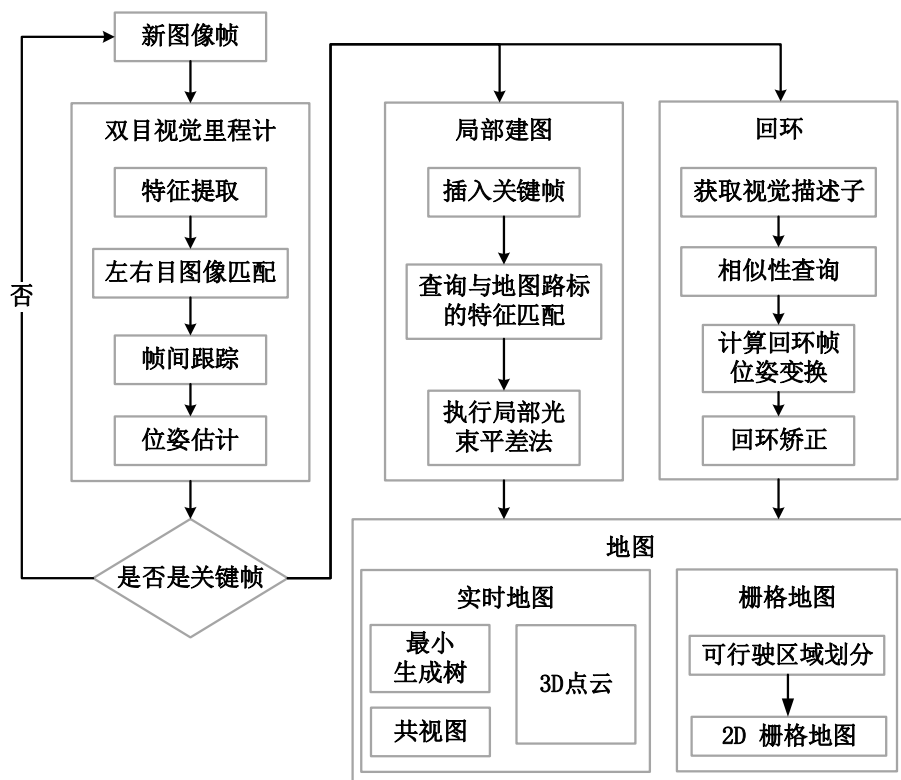 新图像帧
双目视觉里程计
特征提取
左右目图像匹配
帧间跟踪
位姿估计
是否是关键帧
否
局部建图
插入关键帧
查询与地图路标
的特征匹配
执行局部光
束平差法
回环
获取视觉描述子
相似性查询
计算回环帧
位姿变换
回环矫正
地图
实时地图
最小
生成树
共视图
3D点云
栅格地图
可行驶区域划分
2D 栅格地图